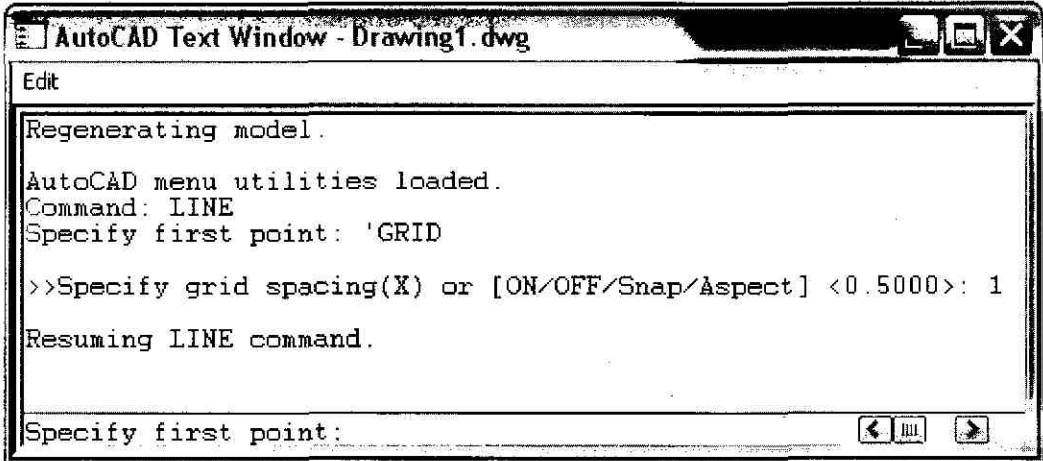 AutoCAD Text Window - Drawing1.dwg
Edit
Regenerating model.
AutoCAD menu utilities loaded.
Command: LINE
Specify first point: 'GRID
>>Specify grid spacing(X) or [ON/OFF/Snap/Aspect] <0.5000>: 1
Resuming LINE command.
Specify first point: